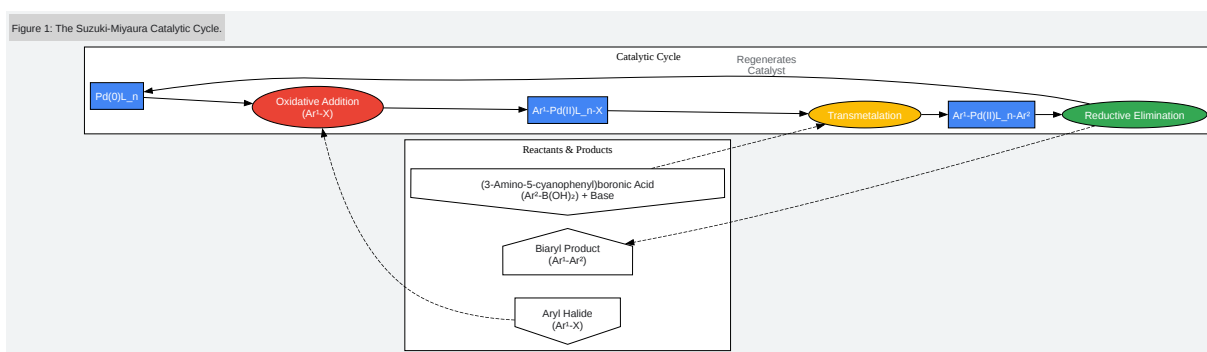 Figure 1: The Suzuki-Miyaura Catalytic Cycle.
Catalytic Cycle
Regenerates
Catalyst
Pd(0)L_n
Oxidative Addition
(Ar¹-X)
Ar¹-Pd(II)L_n-X
Transmetalation
Ar¹-Pd(II)L_n-Ar²
Reductive Elimination
Reactants & Products
(3-Amino-5-cyanophenyl)boronic Acid
(Ar²-B(OH)₂) + Base
Biaryl Product
(Ar¹-Ar²)
Aryl Halide
(Ar¹-X)